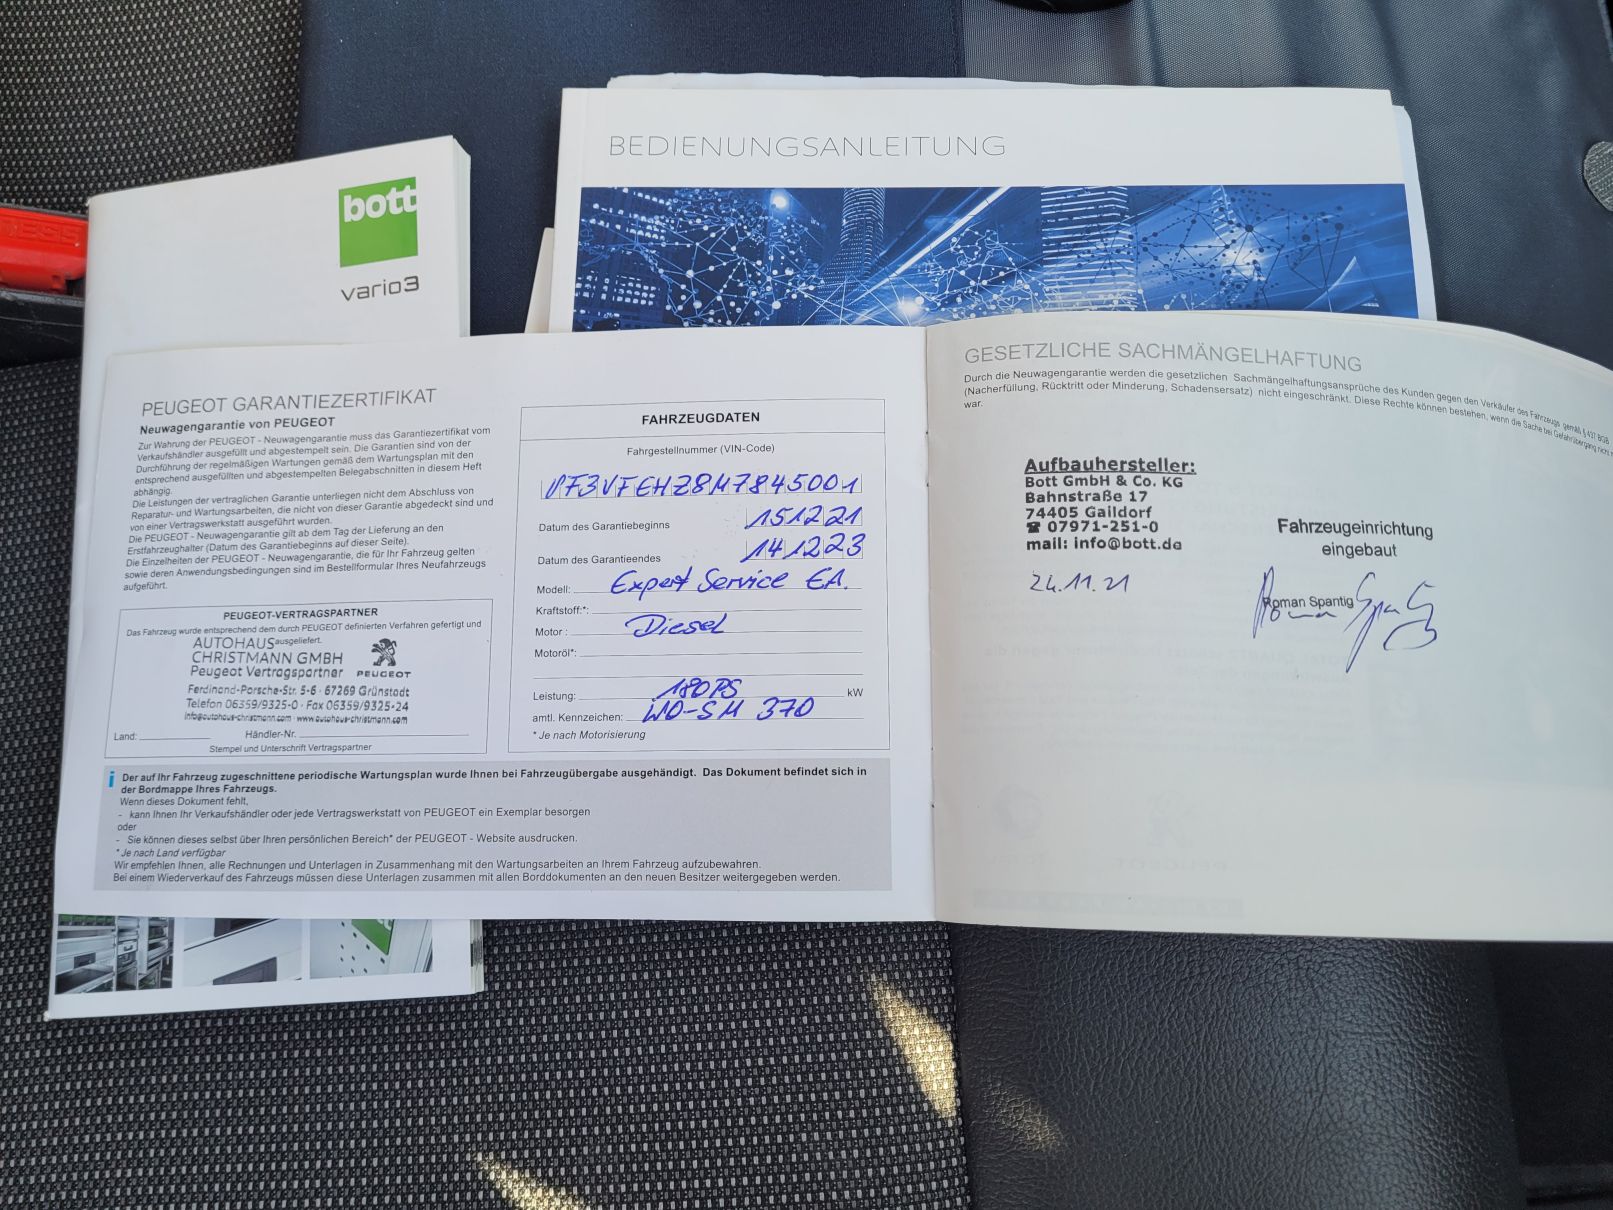 bott
vario3
BEDIENUNGSANLEITUNG
PEUGEOT GARANTIEZERTIFIKAT
Neuwagengarantie von PEUGEOT
Zur Wahrung der PEUGEOT - Neuwagengarantie muss das Garantiezertifikat vom
Verkaufshändler ausgefüllt und abgestempelt sein. Die Garantien sind von der
Durchführung der regelmäßigen Wartungen gemäß dem Wartungsplan mit den
entsprechend ausgefüllten und abgestempelten Belegabschnitten in diesem Heft
abhängig.
Die Leistungen der vertraglichen Garantie unterliegen nicht dem Abschluss von
Reparatur- und Wartungsarbeiten, die nicht von dieser Garantie abgedeckt sind und
von einer Vertragswerkstatt ausgeführt wurden.
Die PEUGEOT - Neuwagengarantie gilt ab dem Tag der Lieferung an den
Erstfahrzeughalter (Datum des Garantiebeginns auf dieser Seite).
Die Einzelheiten der PEUGEOT - Neuwagengarantie, die für Ihr Fahrzeug gelten
sowie deren Anwendungsbedingungen sind im Bestellformular Ihres Neufahrzeugs
aufgeführt.
PEUGEOT-VERTRAGSPARTNER
Das Fahrzeug wurde entsprechend dem durch PEUGEOT definierten Verfahren gefertigt und
ausgeliefert.
AUTOHAUS
CHRISTMANN GMBH
Peugeot Vertragspartner PEUGEOT
Ferdinand-Porsche-Str. 5-6 · 67269 Grünstadt
Telefon 06359/9325-0 · Fax 06359/9325-24
info@autohaus-christmann.com · www.autohaus-christmann.com
Land: Händler-Nr.
Stempel und Unterschrift Vertragspartner
FAHRZEUGDATEN
Fahrgestellnummer (VIN-Code)
VF3VFEHZ8M7845001
Datum des Garantiebeginns 151221
Datum des Garantieendes 141223
Modell: Expert Service EA.
Kraftstoff:*:
Motor : Diesel
Motoröl*:
Leistung: 180PS kW
amtl. Kennzeichen: WO-SM 370
* Je nach Motorisierung
i Der auf Ihr Fahrzeug zugeschnittene periodische Wartungsplan wurde Ihnen bei Fahrzeugübergabe ausgehändigt. Das Dokument befindet sich in
der Bordmappe Ihres Fahrzeugs.
Wenn dieses Dokument fehlt,
- kann Ihnen Ihr Verkaufshändler oder jede Vertragswerkstatt von PEUGEOT ein Exemplar besorgen
oder
- Sie können dieses selbst über Ihren persönlichen Bereich* der PEUGEOT - Website ausdrucken.
* Je nach Land verfügbar
Wir empfehlen Ihnen, alle Rechnungen und Unterlagen in Zusammenhang mit den Wartungsarbeiten an Ihrem Fahrzeug aufzubewahren.
Bei einem Wiederverkauf des Fahrzeugs müssen diese Unterlagen zusammen mit allen Borddokumenten an den neuen Besitzer weitergegeben werden.
bott
GESETZLICHE SACHMÄNGELHAFTUNG
Durch die Neuwagengarantie werden die gesetzlichen Sachmängelhaftungsansprüche des Kunden gegen den Verkäufer des Fahrzeugs gemäß § 437 BGB
(Nacherfüllung, Rücktritt oder Minderung, Schadensersatz) nicht eingeschränkt. Diese Rechte können bestehen, wenn die Sache bei Gefahrübergang nicht
war.
Aufbauhersteller:
Bott GmbH & Co. KG
Bahnstraße 17
74405 Gaildorf
☎ 07971-251-0
mail: info@bott.de
24.11.21
Fahrzeugeinrichtung
eingebaut
Roman Spantig